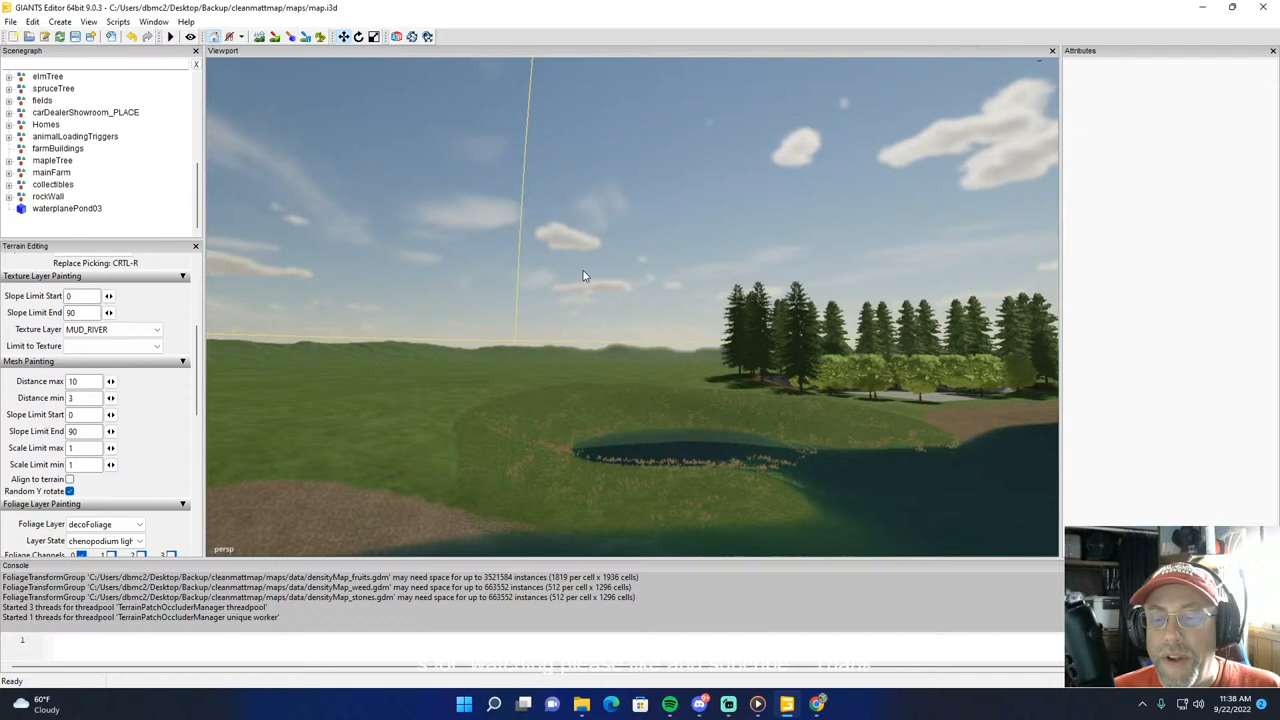 GIANTS Editor 64bit 9.0.3 - C:/Users/dbmc2/Desktop/Backup/cleanmattmap/maps/map.i3d
File Edit Create View Scripts Window Help
Scenegraph
Viewport
Attributes
X
elmTree
spruceTree
fields
carDealerShowroom_PLACE
Homes
animalLoadingTriggers
farmBuildings
mapleTree
mainFarm
collectibles
rockWall
waterplanePond03
Terrain Editing
Replace Picking: CRTL-R
Texture Layer Painting
Slope Limit Start 0
Slope Limit End 90
Texture Layer MUD_RIVER
Limit to Texture
Mesh Painting
Distance max 10
Distance min 3
Slope Limit Start 0
Slope Limit End 90
Scale Limit max 1
Scale Limit min 1
Align to terrain
Random Y rotate
Foliage Layer Painting
Foliage Layer decoFoliage
Layer State chenopodium ligh
Foliage Channels 0 1 2 3
persp
Console
FoliageTransformGroup 'C:/Users/dbmc2/Desktop/Backup/cleanmattmap/maps/data/densityMap_fruits.gdm' may need space for up to 3521584 instances (1819 per cell x 1936 cells)
FoliageTransformGroup 'C:/Users/dbmc2/Desktop/Backup/cleanmattmap/maps/data/densityMap_weed.gdm' may need space for up to 663552 instances (512 per cell x 1296 cells)
FoliageTransformGroup 'C:/Users/dbmc2/Desktop/Backup/cleanmattmap/maps/data/densityMap_stones.gdm' may need space for up to 663552 instances (512 per cell x 1296 cells)
Started 3 threads for threadpool 'TerrainPatchOccluderManager threadpool'
Started 1 threads for threadpool 'TerrainPatchOccluderManager unique worker'
1
Ready
60°F
Cloudy
11:38 AM
9/22/2022